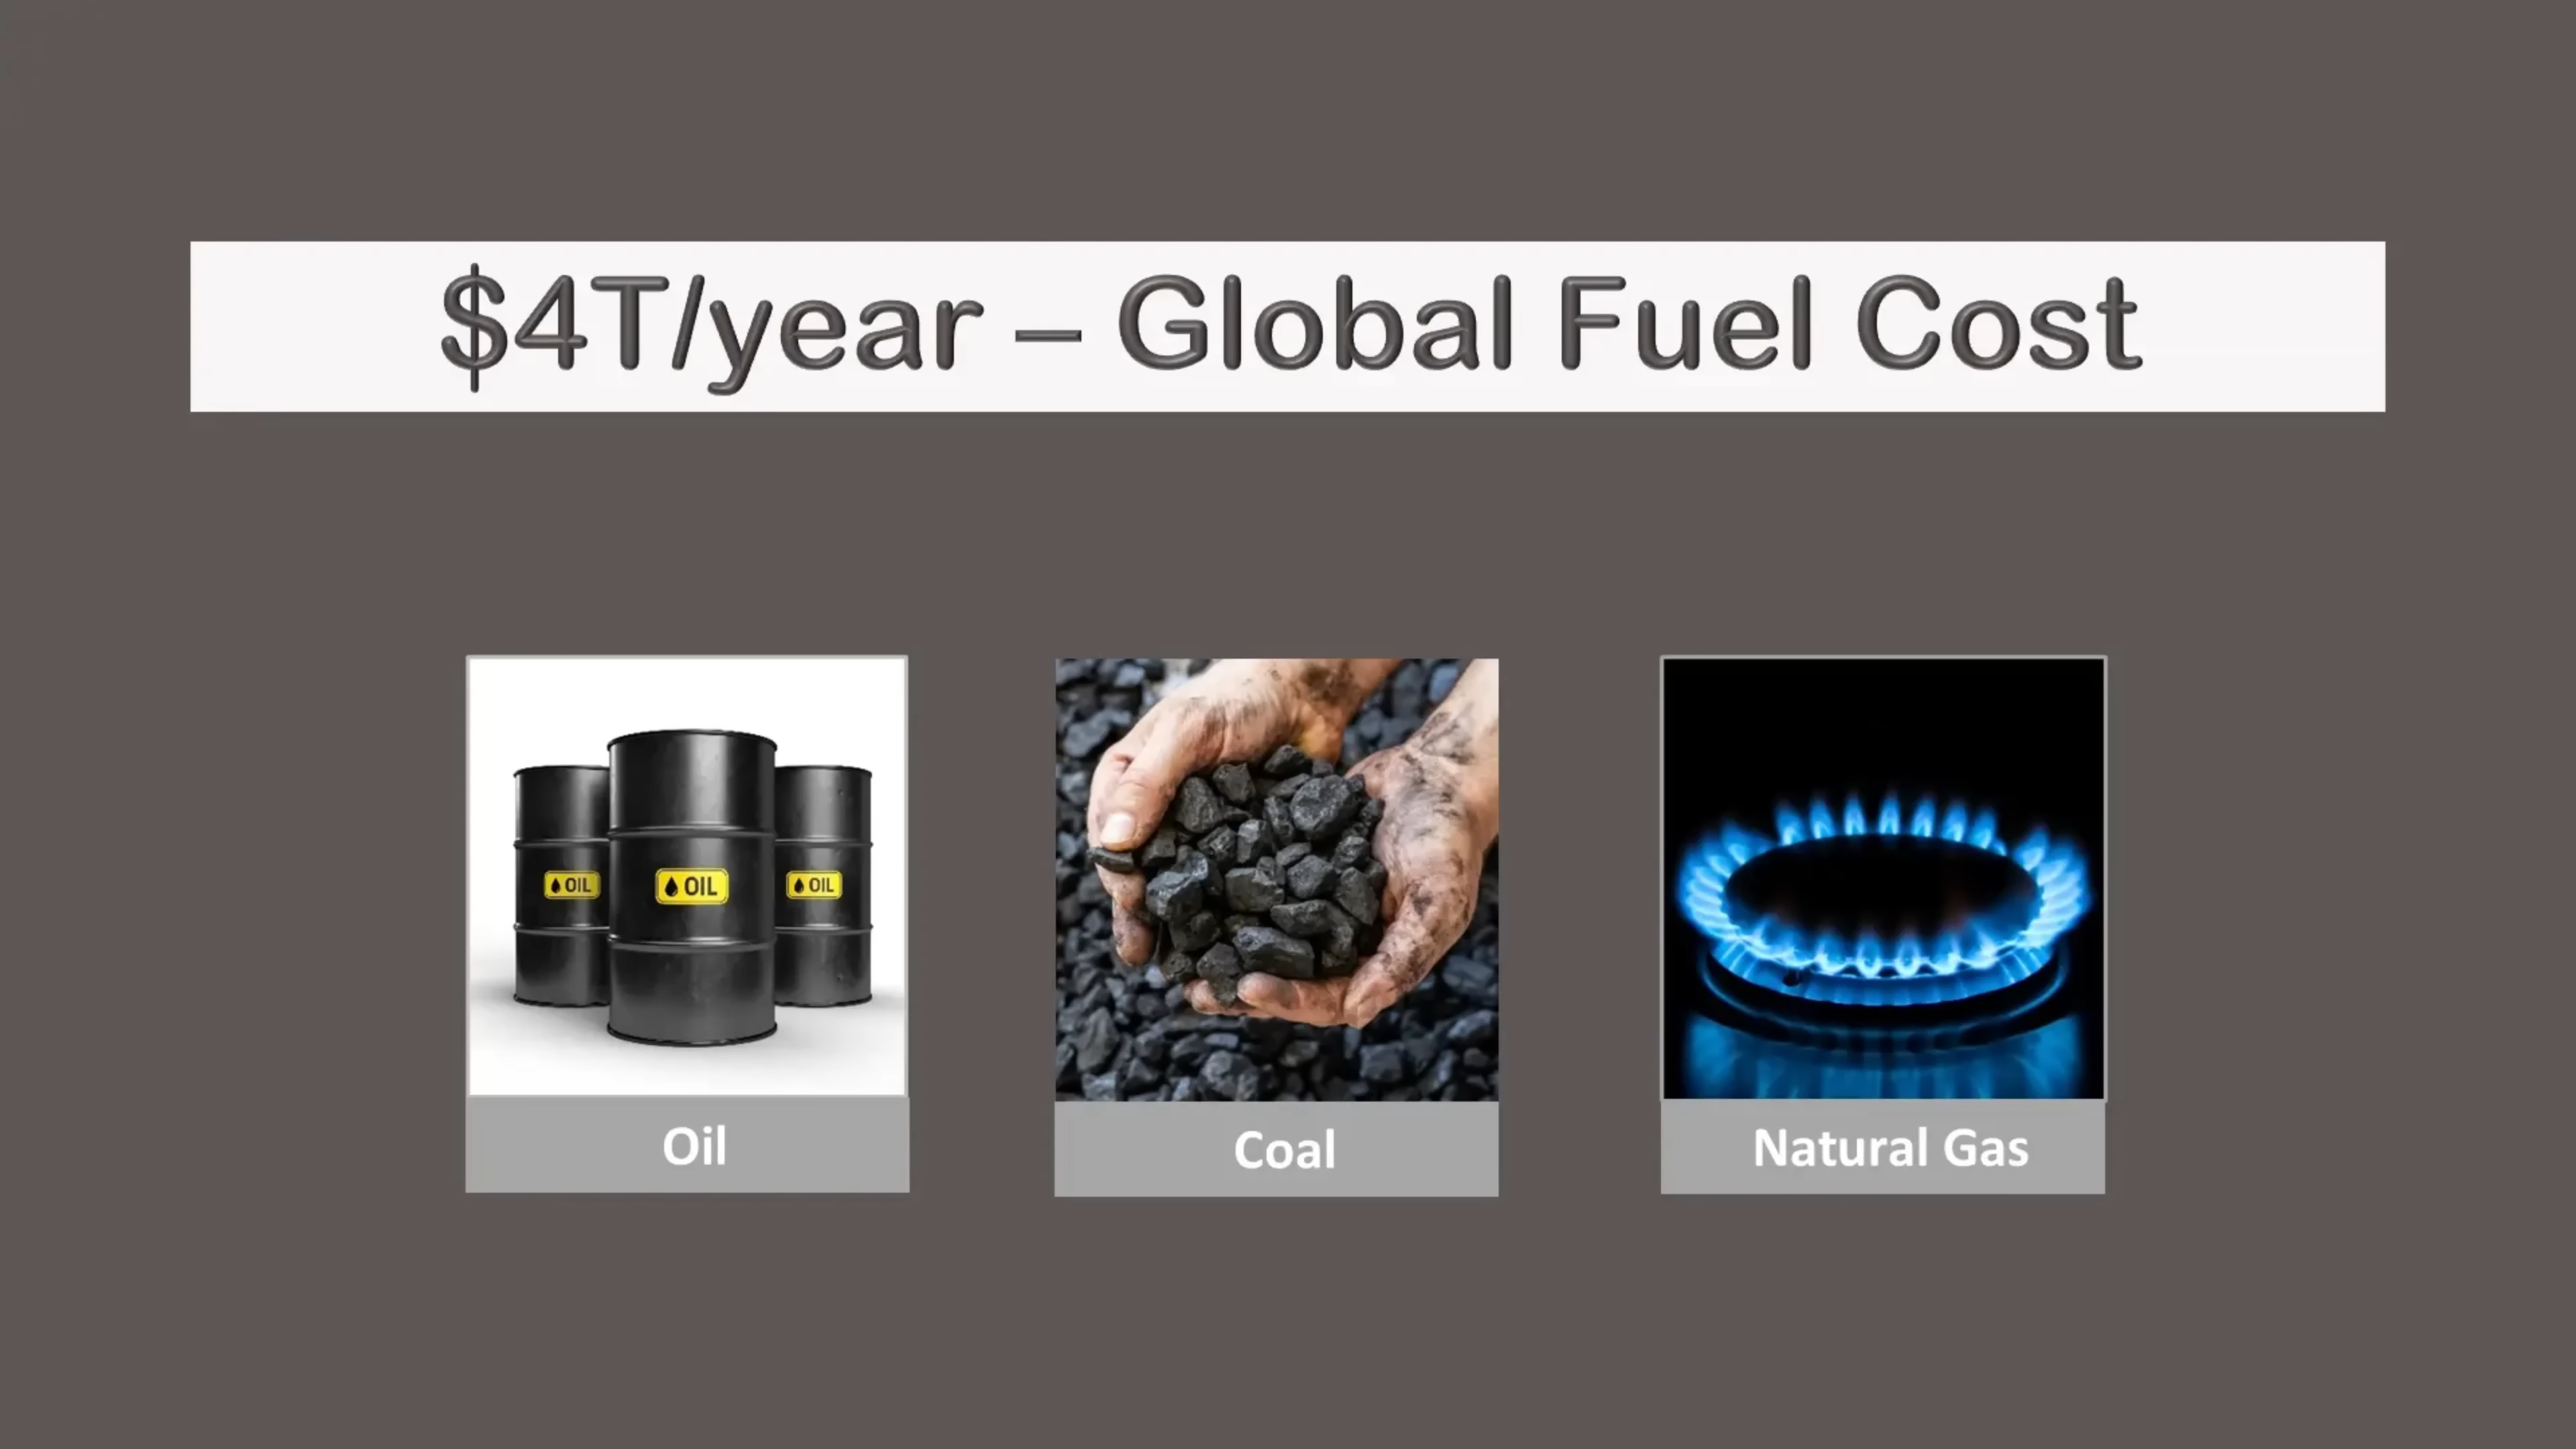 $4T/year – Global Fuel Cost
OIL
OIL
OIL
Oil
Coal
Natural Gas